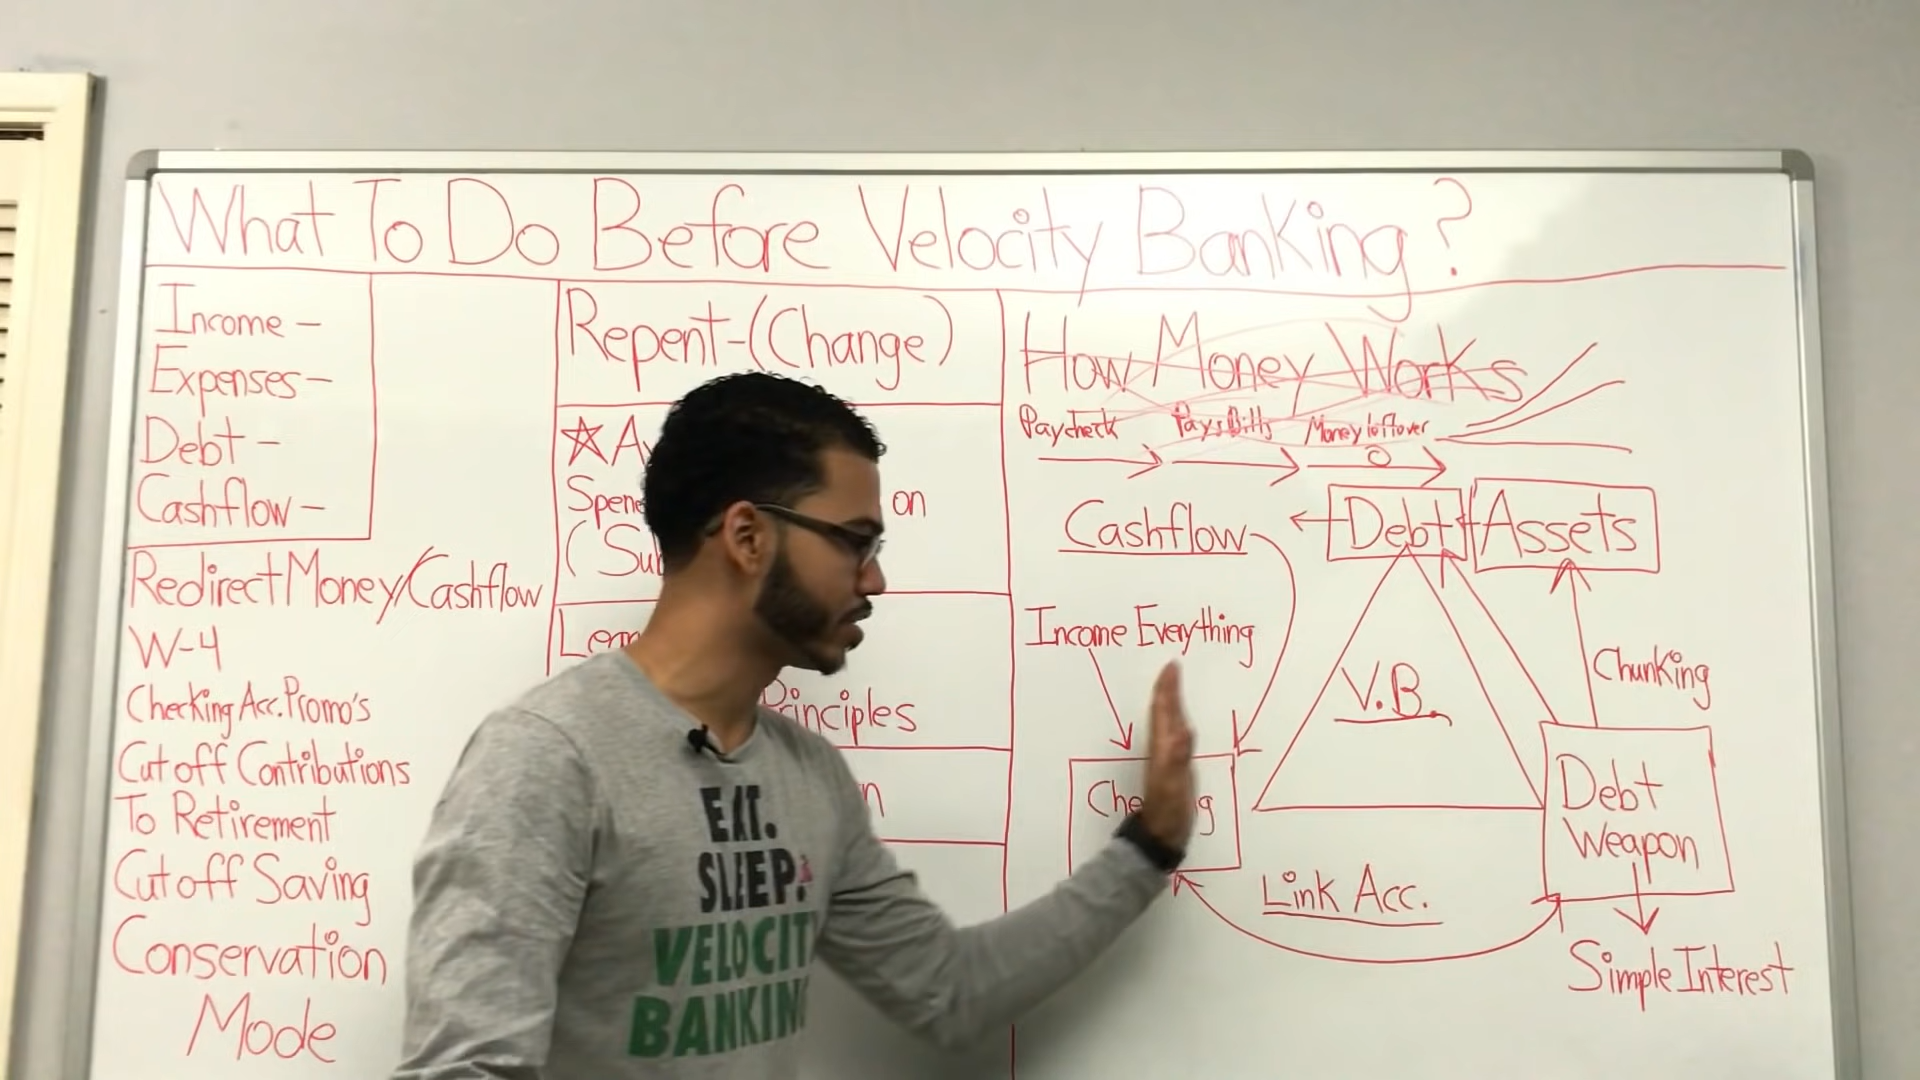 What To Do Before Velocity Banking?
Income -
Expenses -
Debt -
Cashflow -
Redirect Money/Cashflow
W-4
Checking Acc. Promo's
Cut off Contributions
To Retirement
Cut off Saving
Conservation
Mode
Repent-(Change)
on
Principles
How Money Works
Paycheck Pays Bills Money leftover
0
Cashflow Debt Assets
Income Everything
Chunking
V.B.
Debt
Weapon
Link Acc.
Simple Interest
EAT.
SLEEP.
VELOCITY
BANKING